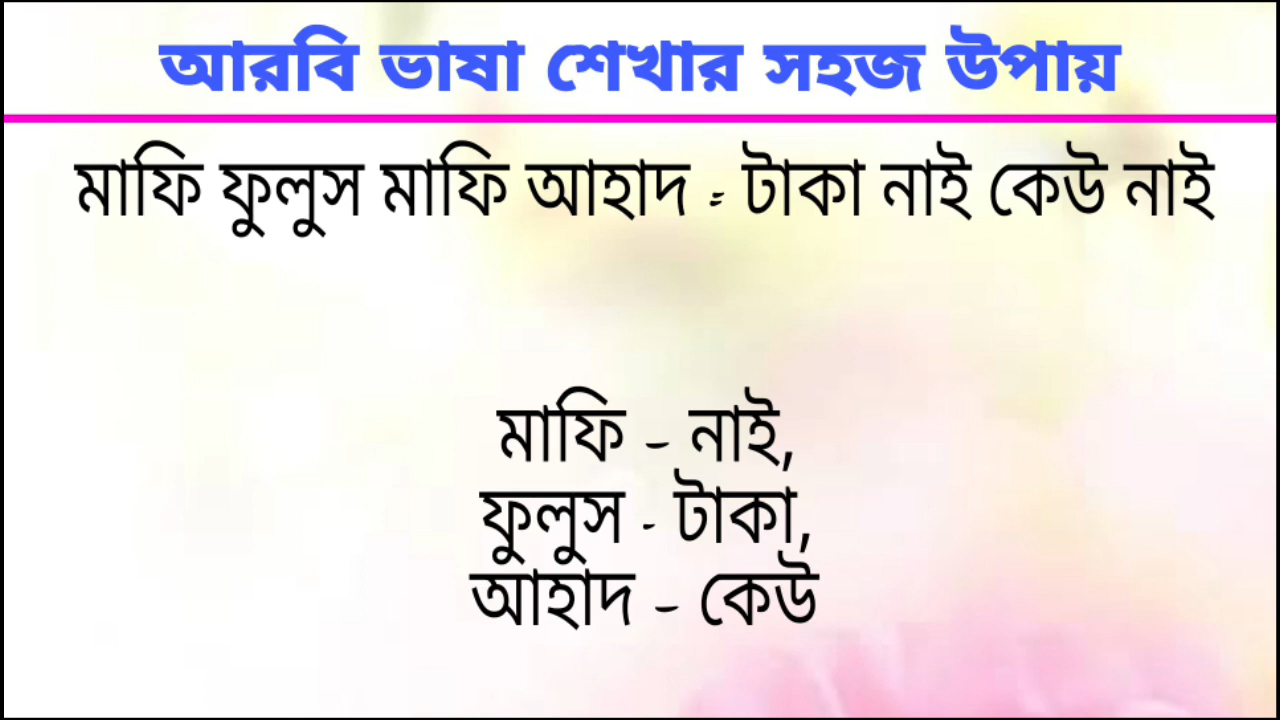 আরবি ভাষা শেখার সহজ উপায়
মাফি ফুলুস মাফি আহাদ = টাকা নাই কেউ নাই
মাফি - নাই,
ফুলুস - টাকা,
আহাদ - কেউ